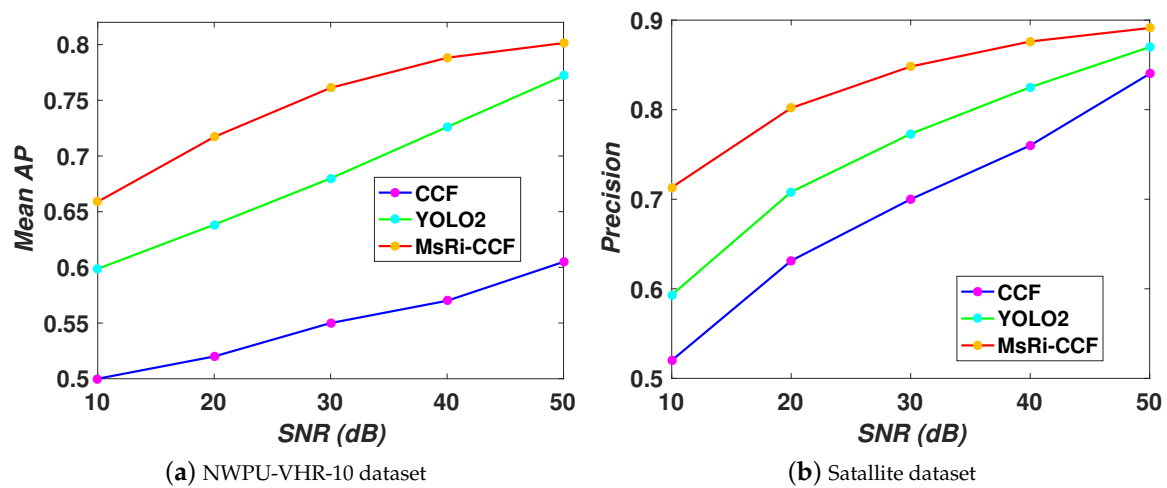 0.8
0.75
0.7
0.65
0.6
0.55
0.5
Mean AP
10 20 30 40 50
SNR (dB)
CCF
YOLO2
MsRi-CCF
(a) NWPU-VHR-10 dataset
0.9
0.8
0.7
0.6
0.5
Precision
10 20 30 40 50
SNR (dB)
CCF
YOLO2
MsRi-CCF
(b) Satallite dataset